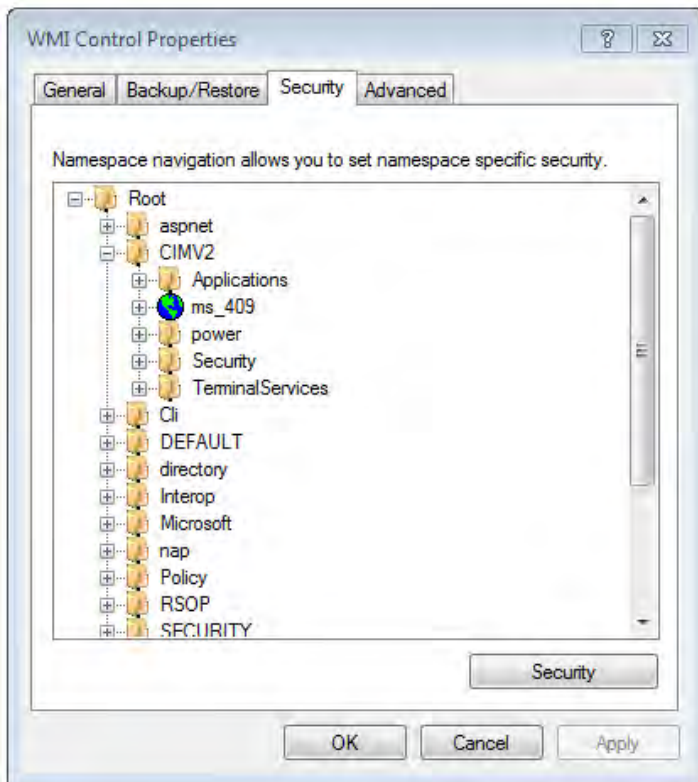 WMI Control Properties
General Backup/Restore Security Advanced
Namespace navigation allows you to set namespace specific security.
Root
aspnet
CIMV2
Applications
ms_409
power
Security
TerminalServices
Cli
DEFAULT
directory
Interop
Microsoft
nap
Policy
RSOP
SECURITY
Security
OK Cancel Apply